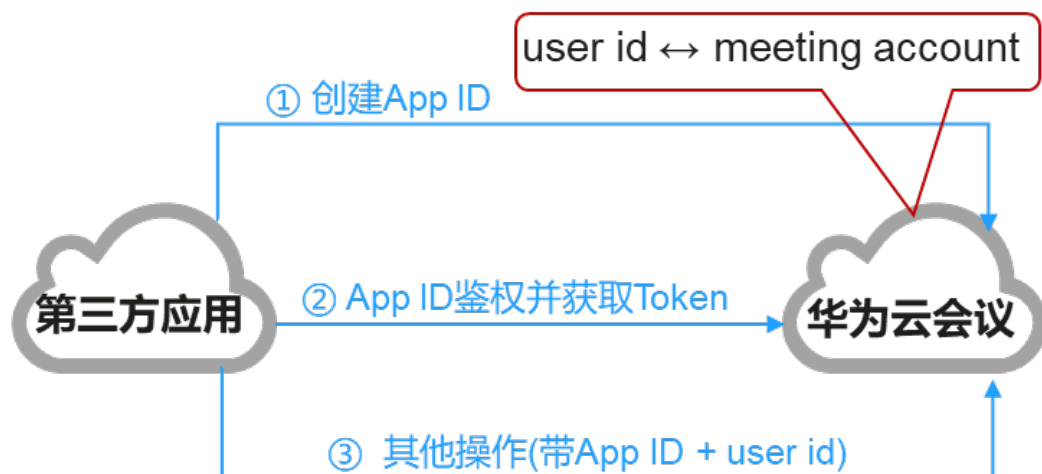 user id ↔ meeting account
① 创建App ID
第三方应用
② App ID鉴权并获取Token
华为云会议
③ 其他操作(带App ID + user id)